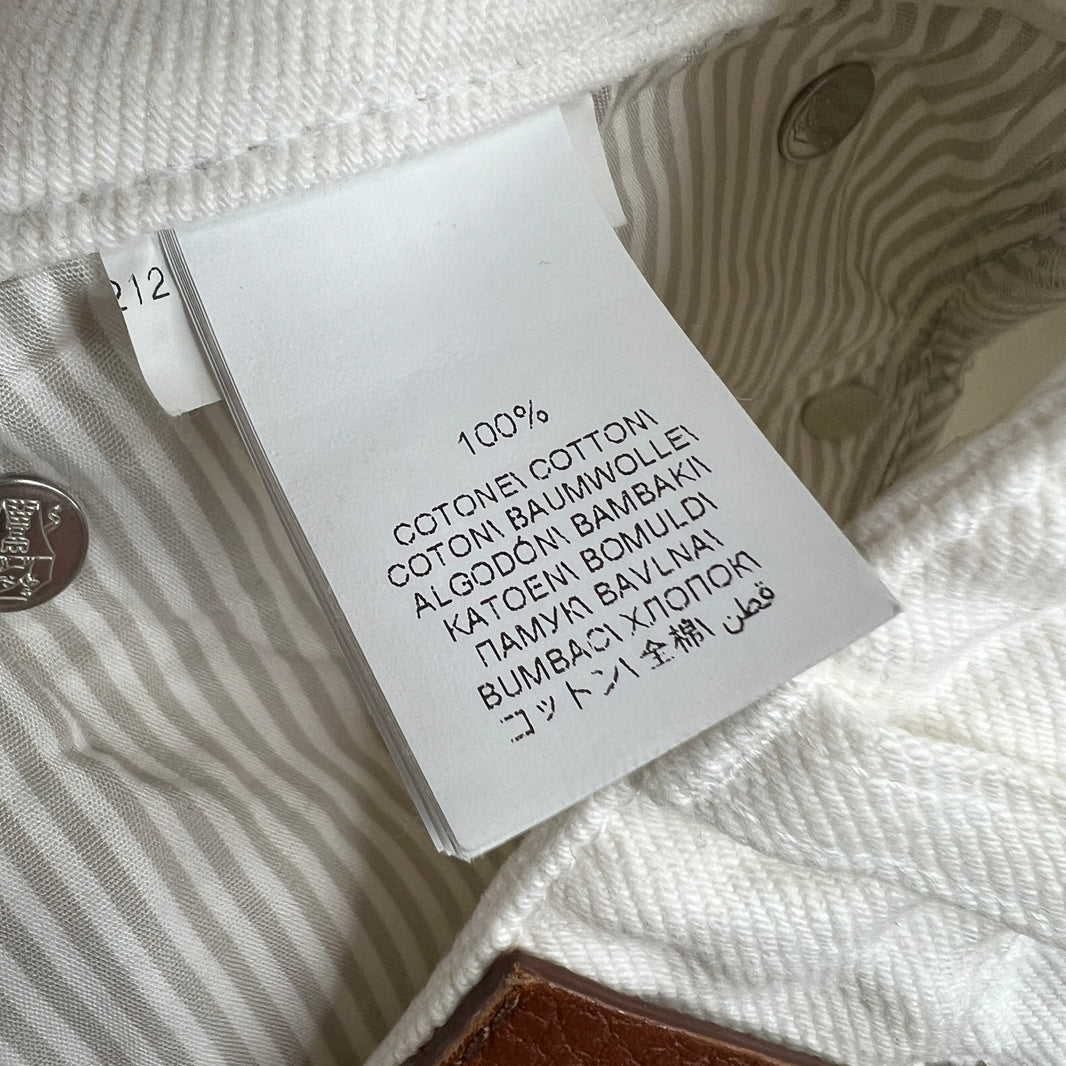 212
100%
COTONE\ COTTON\
COTON\ BAUMWOLLE\
ALGODÓN\ BAMBAKI\
KATOEN\ BOMULD\
ПАМУК\ BAVLNA\
BUMBAC\ ХЛОПОК\
コットン\ 全棉\ قطن